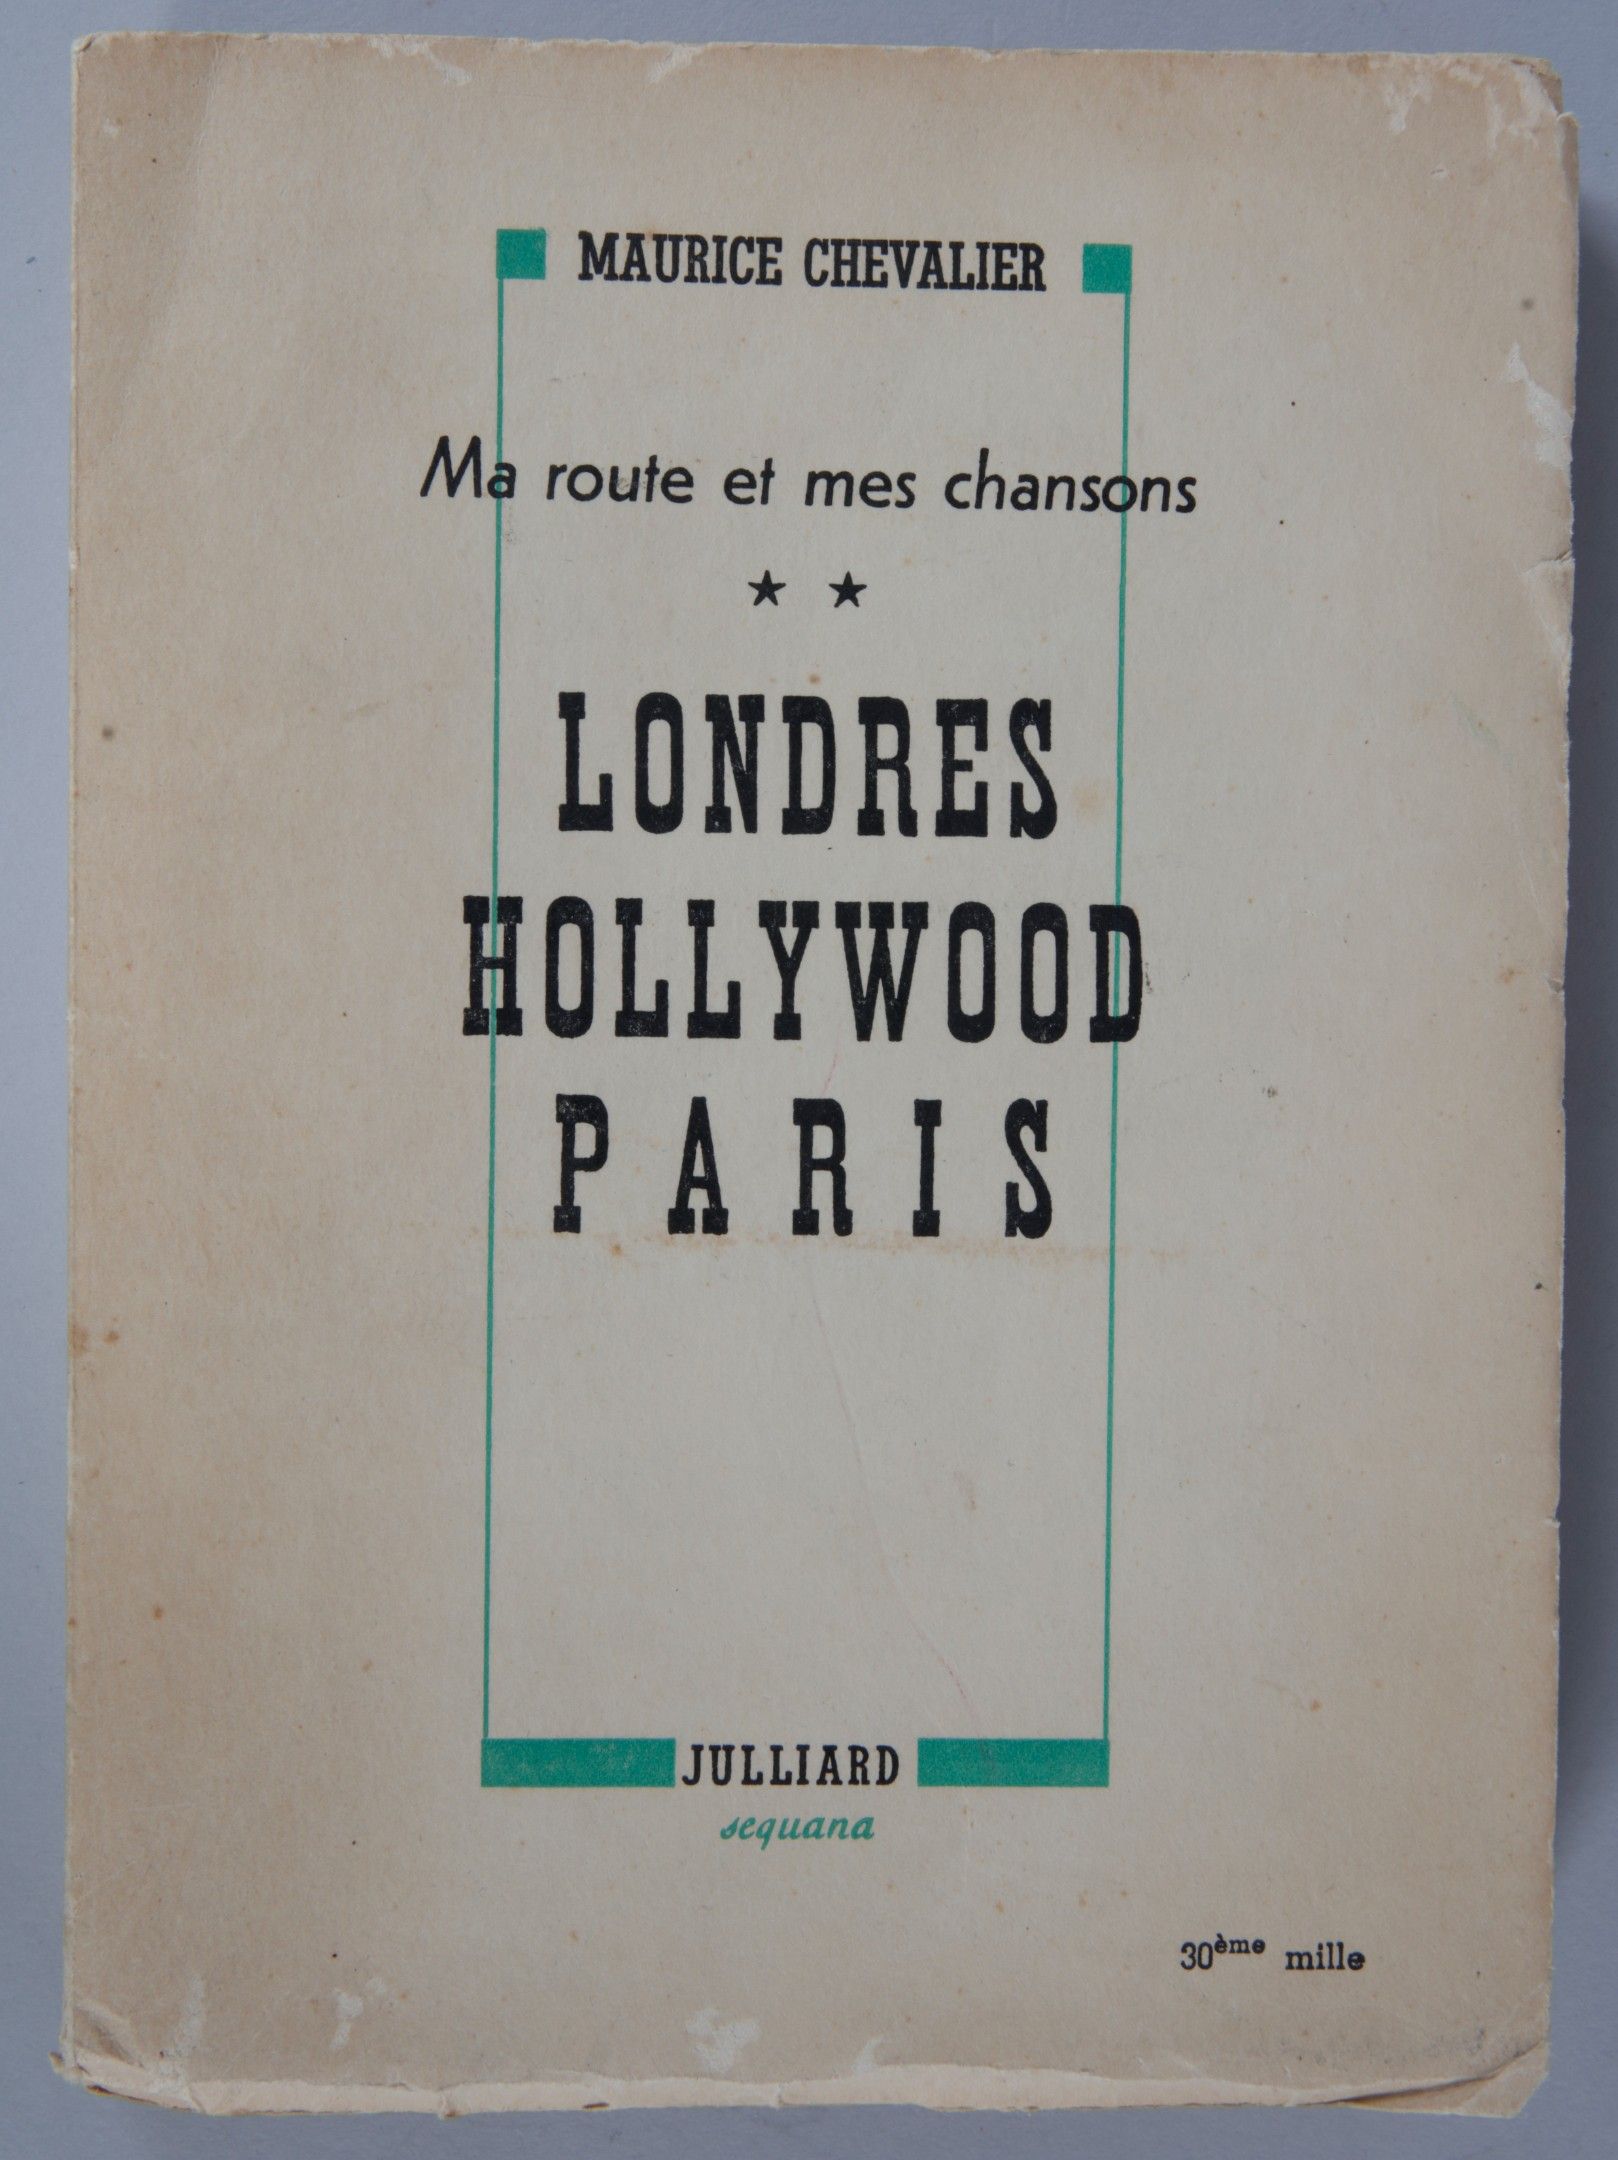 MAURICE CHEVALIER
Ma route et mes chansons
★ ★
LONDRES
HOLLYWOOD
PARIS
JULLIARD
sequana
30ème mille